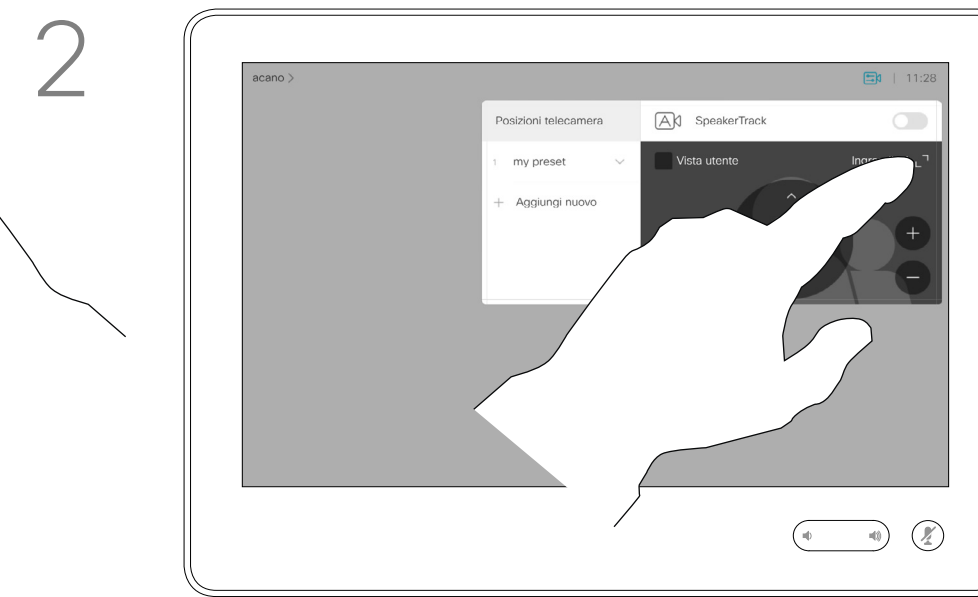 2
acano >
11:28
Posizioni telecamera
SpeakerTrack
1 my preset
Vista utente
+ Aggiungi nuovo